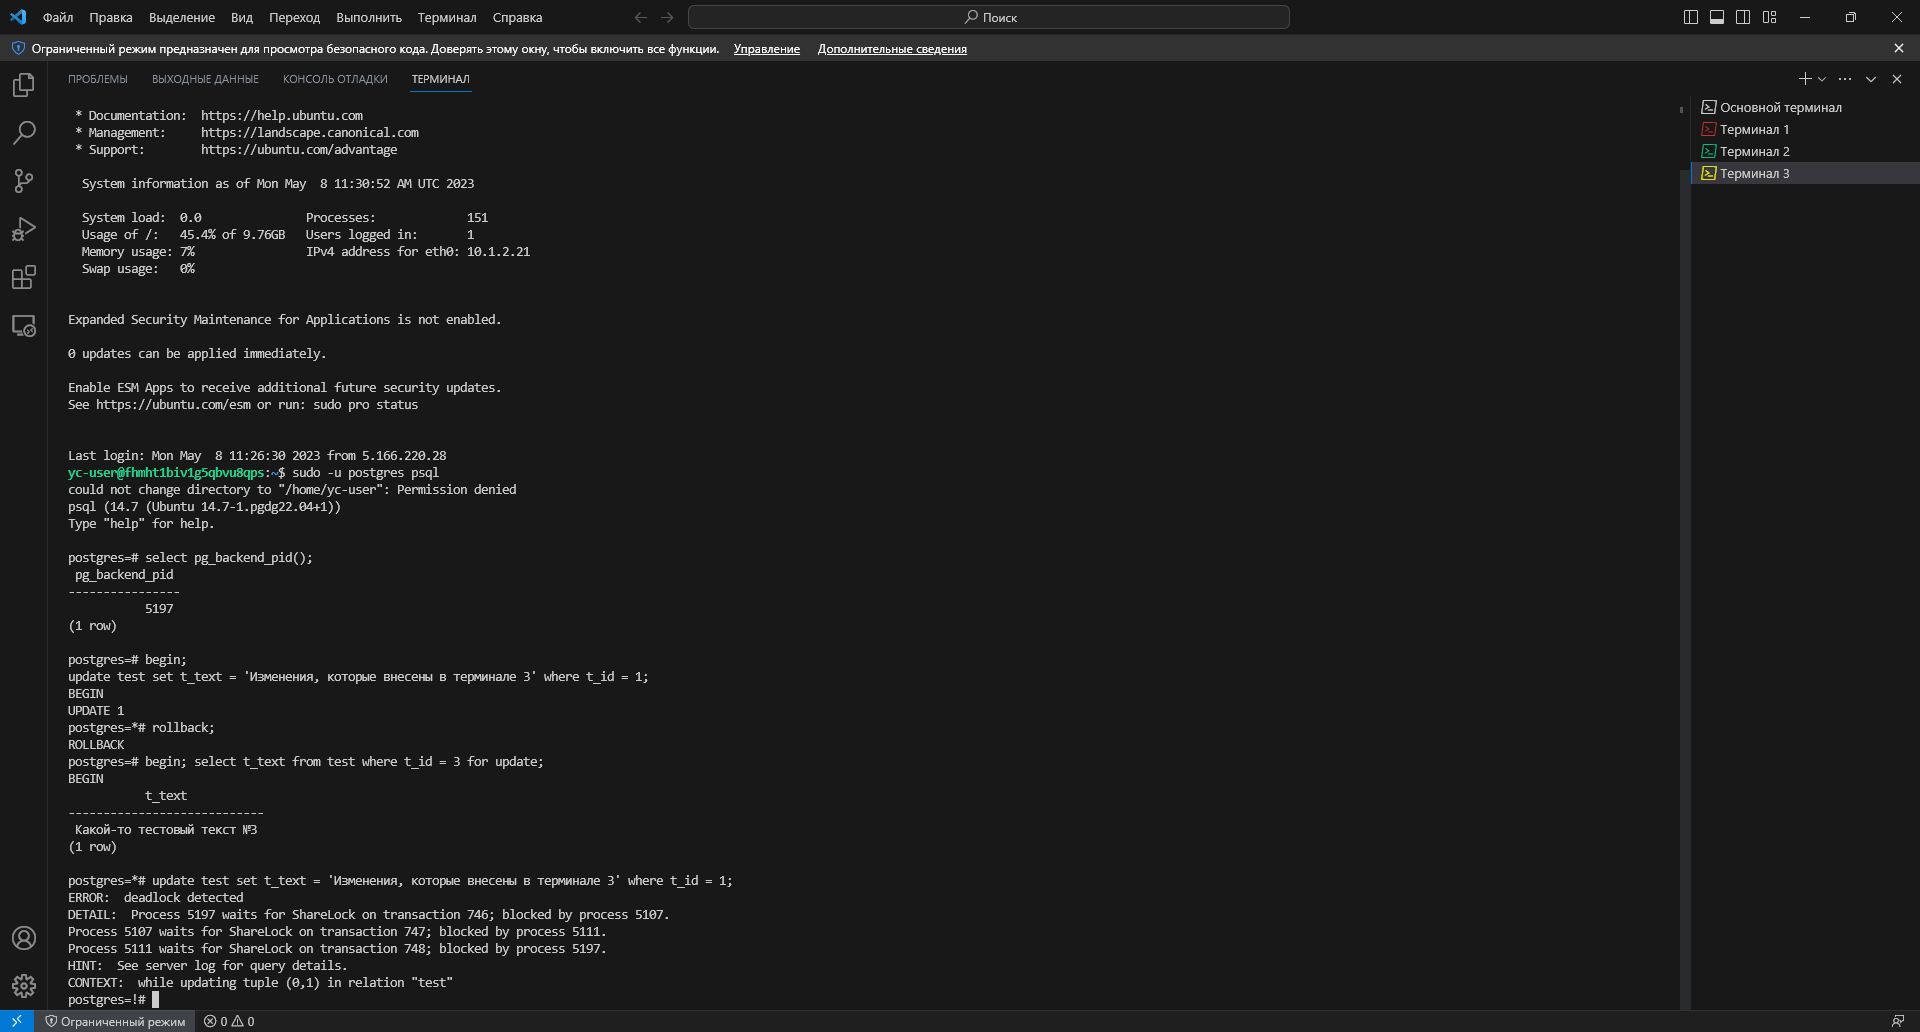 Файл Правка Выделение Вид Переход Выполнить Терминал Справка Поиск
Ограниченный режим предназначен для просмотра безопасного кода. Доверять этому окну, чтобы включить все функции. Управление Дополнительные сведения
ПРОБЛЕМЫ ВЫХОДНЫЕ ДАННЫЕ КОНСОЛЬ ОТЛАДКИ ТЕРМИНАЛ
* Documentation: https://help.ubuntu.com
* Management: https://landscape.canonical.com
* Support: https://ubuntu.com/advantage
System information as of Mon May 8 11:30:52 AM UTC 2023
System load: 0.0 Processes: 151
Usage of /: 45.4% of 9.76GB Users logged in: 1
Memory usage: 7% IPv4 address for eth0: 10.1.2.21
Swap usage: 0%
Expanded Security Maintenance for Applications is not enabled.
0 updates can be applied immediately.
Enable ESM Apps to receive additional future security updates.
See https://ubuntu.com/esm or run: sudo pro status
Last login: Mon May 8 11:26:30 2023 from 5.166.220.28
yc-user@fhmht1biv1g5qbvu8qps:~$ sudo -u postgres psql
could not change directory to "/home/yc-user": Permission denied
psql (14.7 (Ubuntu 14.7-1.pgdg22.04+1))
Type "help" for help.
postgres=# select pg_backend_pid();
pg_backend_pid
----------------
5197
(1 row)
postgres=# begin;
update test set t_text = 'Изменения, которые внесены в терминале 3' where t_id = 1;
BEGIN
UPDATE 1
postgres=*# rollback;
ROLLBACK
postgres=# begin; select t_text from test where t_id = 3 for update;
BEGIN
t_text
----------------------------
Какой-то тестовый текст №3
(1 row)
postgres=*# update test set t_text = 'Изменения, которые внесены в терминале 3' where t_id = 1;
ERROR: deadlock detected
DETAIL: Process 5197 waits for ShareLock on transaction 746; blocked by process 5107.
Process 5107 waits for ShareLock on transaction 747; blocked by process 5111.
Process 5111 waits for ShareLock on transaction 748; blocked by process 5197.
HINT: See server log for query details.
CONTEXT: while updating tuple (0,1) in relation "test"
postgres=!#
Основной терминал
Терминал 1
Терминал 2
Терминал 3
Ограниченный режим 0 0